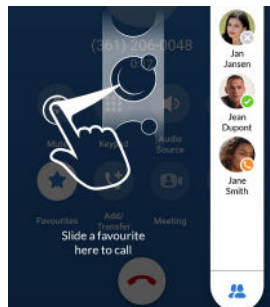 (361) 206-0048
Jan
Jansen
Mute
Keypad
Audio
Source
Jean
Dupont
Favourites
Add/
Transfer
Meeting
Jane
Smith
Slide a favourite
here to call